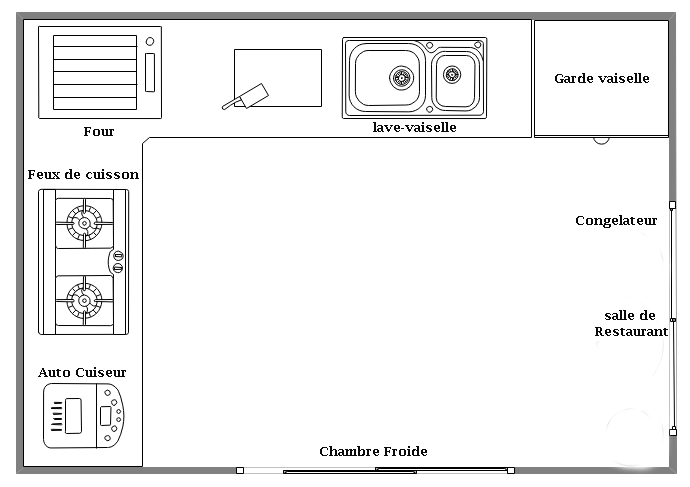 Garde vaiselle
lave-vaiselle
Four
Feux de cuisson
Congelateur
salle de
Restaurant
Auto Cuiseur
Chambre Froide